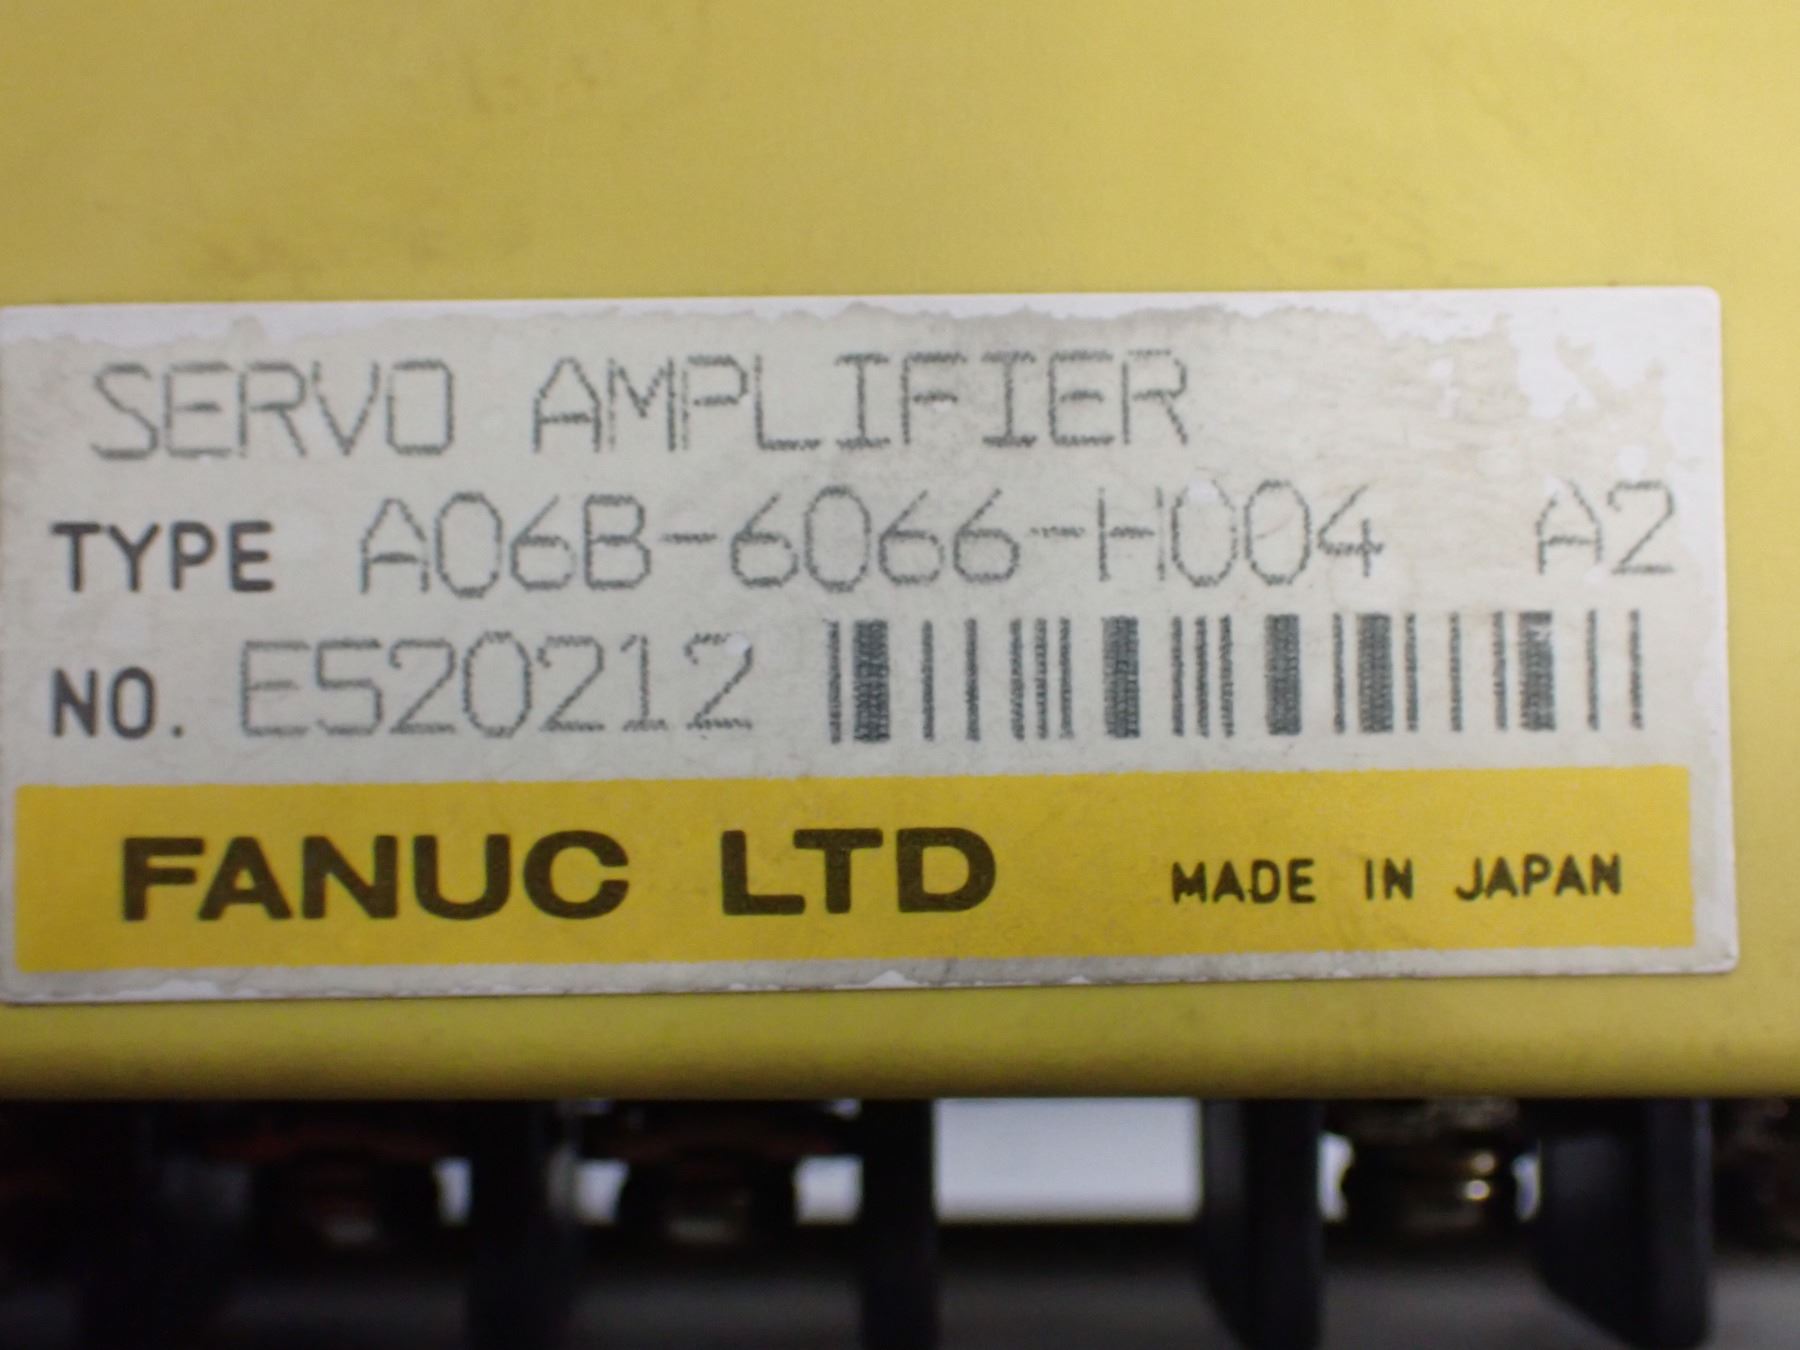 SERVO AMPLIFIER
TYPE A06B-6066-H004 A2
NO. E520212
FANUC LTD MADE IN JAPAN